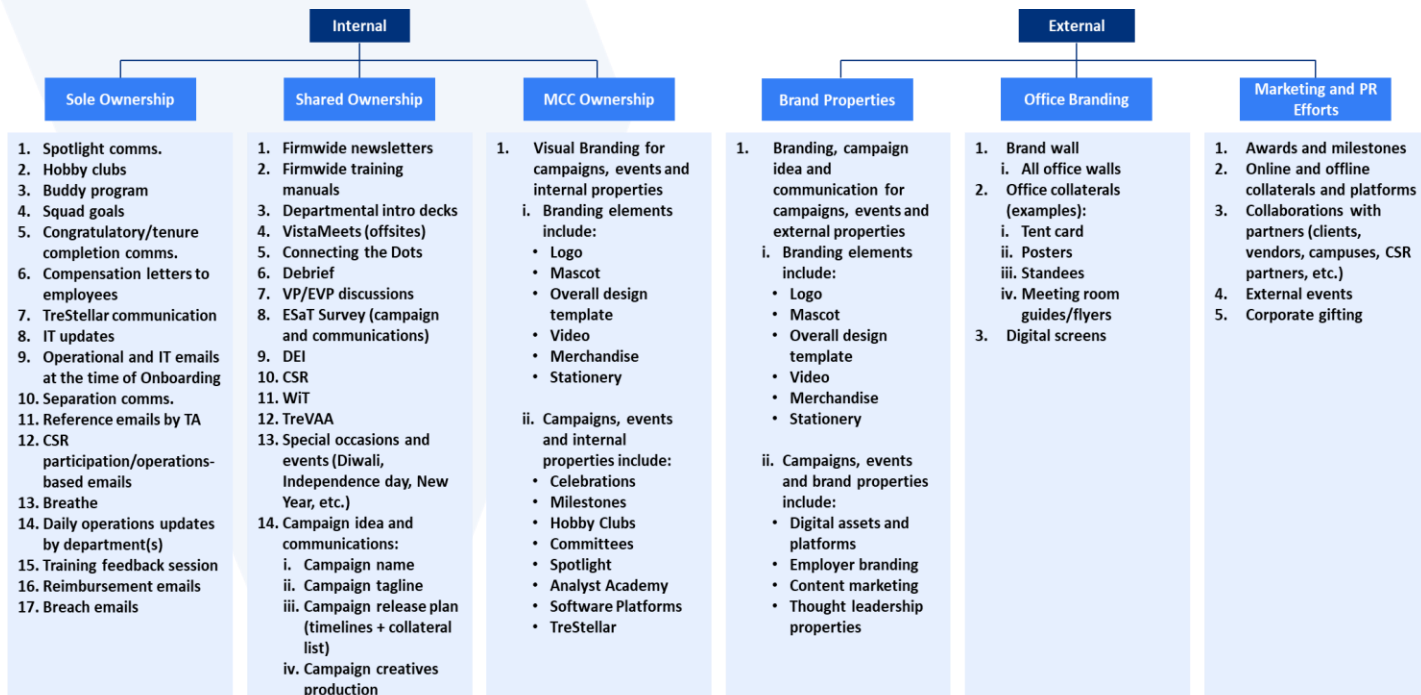 Internal
Sole Ownership
1. Spotlight comms.
2. Hobby clubs
3. Buddy program
4. Squad goals
5. Congratulatory/tenure
completion comms.
6. Compensation letters to
employees
7. TreStellar communication
8. IT updates
9. Operational and IT emails
at the time of Onboarding
10. Separation comms.
11. Reference emails by TA
12. CSR
participation/operations-
based emails
13. Breathe
14. Daily operations updates
by department(s)
15. Training feedback session
16. Reimbursement emails
17. Breach emails
Shared Ownership
1. Firmwide newsletters
2. Firmwide training
manuals
3. Departmental intro decks
4. VistaMeets (offsites)
5. Connecting the Dots
6. Debrief
7. VP/EVP discussions
8. ESaT Survey (campaign
and communications)
9. DEI
10. CSR
11. WiT
12. TreVAA
13. Special occasions and
events (Diwali,
Independence day, New
Year, etc.)
14. Campaign idea and
communications:
i. Campaign name
ii. Campaign tagline
iii. Campaign release plan
(timelines + collateral
list)
iv. Campaign creatives
production
MCC Ownership
1. Visual Branding for
campaigns, events and
internal properties
i. Branding elements
include:
• Logo
• Mascot
• Overall design
template
• Video
• Merchandise
• Stationery
ii. Campaigns, events
and internal
properties include:
• Celebrations
• Milestones
• Hobby Clubs
• Committees
• Spotlight
• Analyst Academy
• Software Platforms
• TreStellar
External
Brand Properties
1. Branding, campaign
idea and
communication for
campaigns, events and
external properties
i. Branding elements
include:
• Logo
• Mascot
• Overall design
template
• Video
• Merchandise
• Stationery
ii. Campaigns, events
and brand properties
include:
• Digital assets and
platforms
• Employer branding
• Content marketing
• Thought leadership
properties
Office Branding
1. Brand wall
i. All office walls
2. Office collaterals
(examples):
i. Tent card
ii. Posters
iii. Standees
iv. Meeting room
guides/flyers
3. Digital screens
Marketing and PR
Efforts
1. Awards and milestones
2. Online and offline
collaterals and platforms
3. Collaborations with
partners (clients,
vendors, campuses, CSR
partners, etc.)
4. External events
5. Corporate gifting